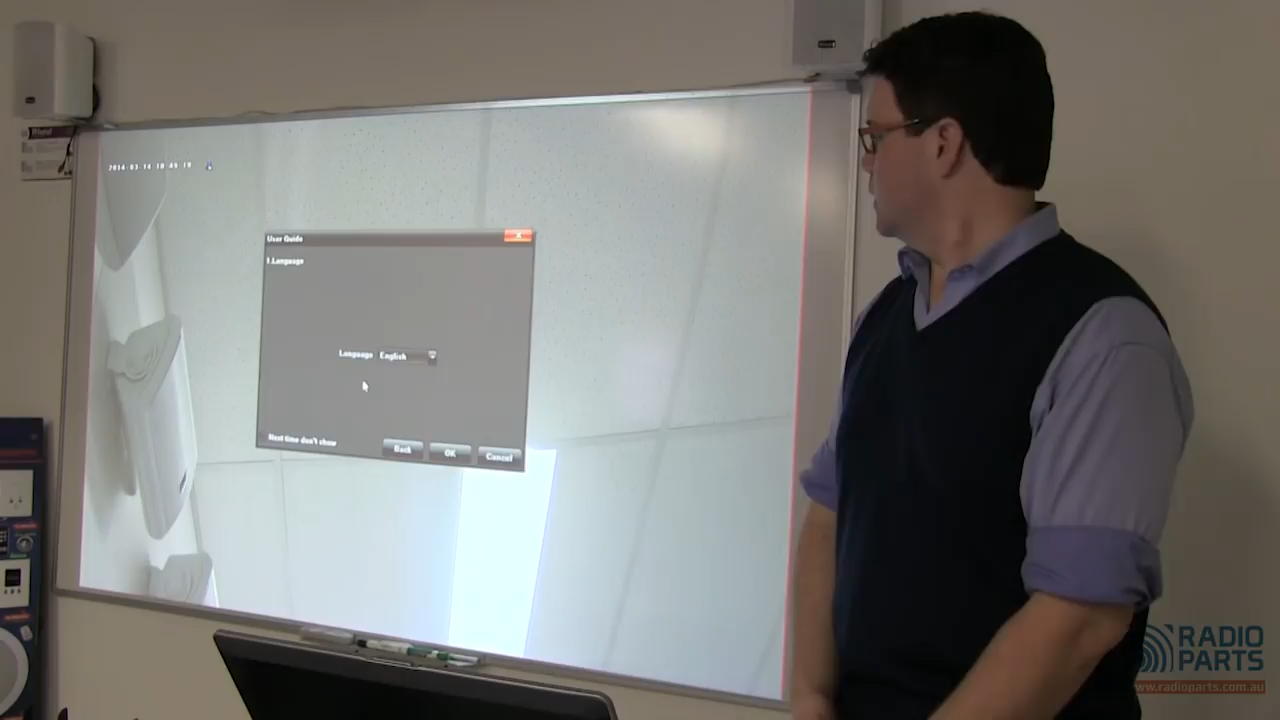 2014-03-14 10:49:19
User Guide
1.Language
Language English
Next time don't show
Back OK Cancel
RADIO
PARTS
www.radioparts.com.au